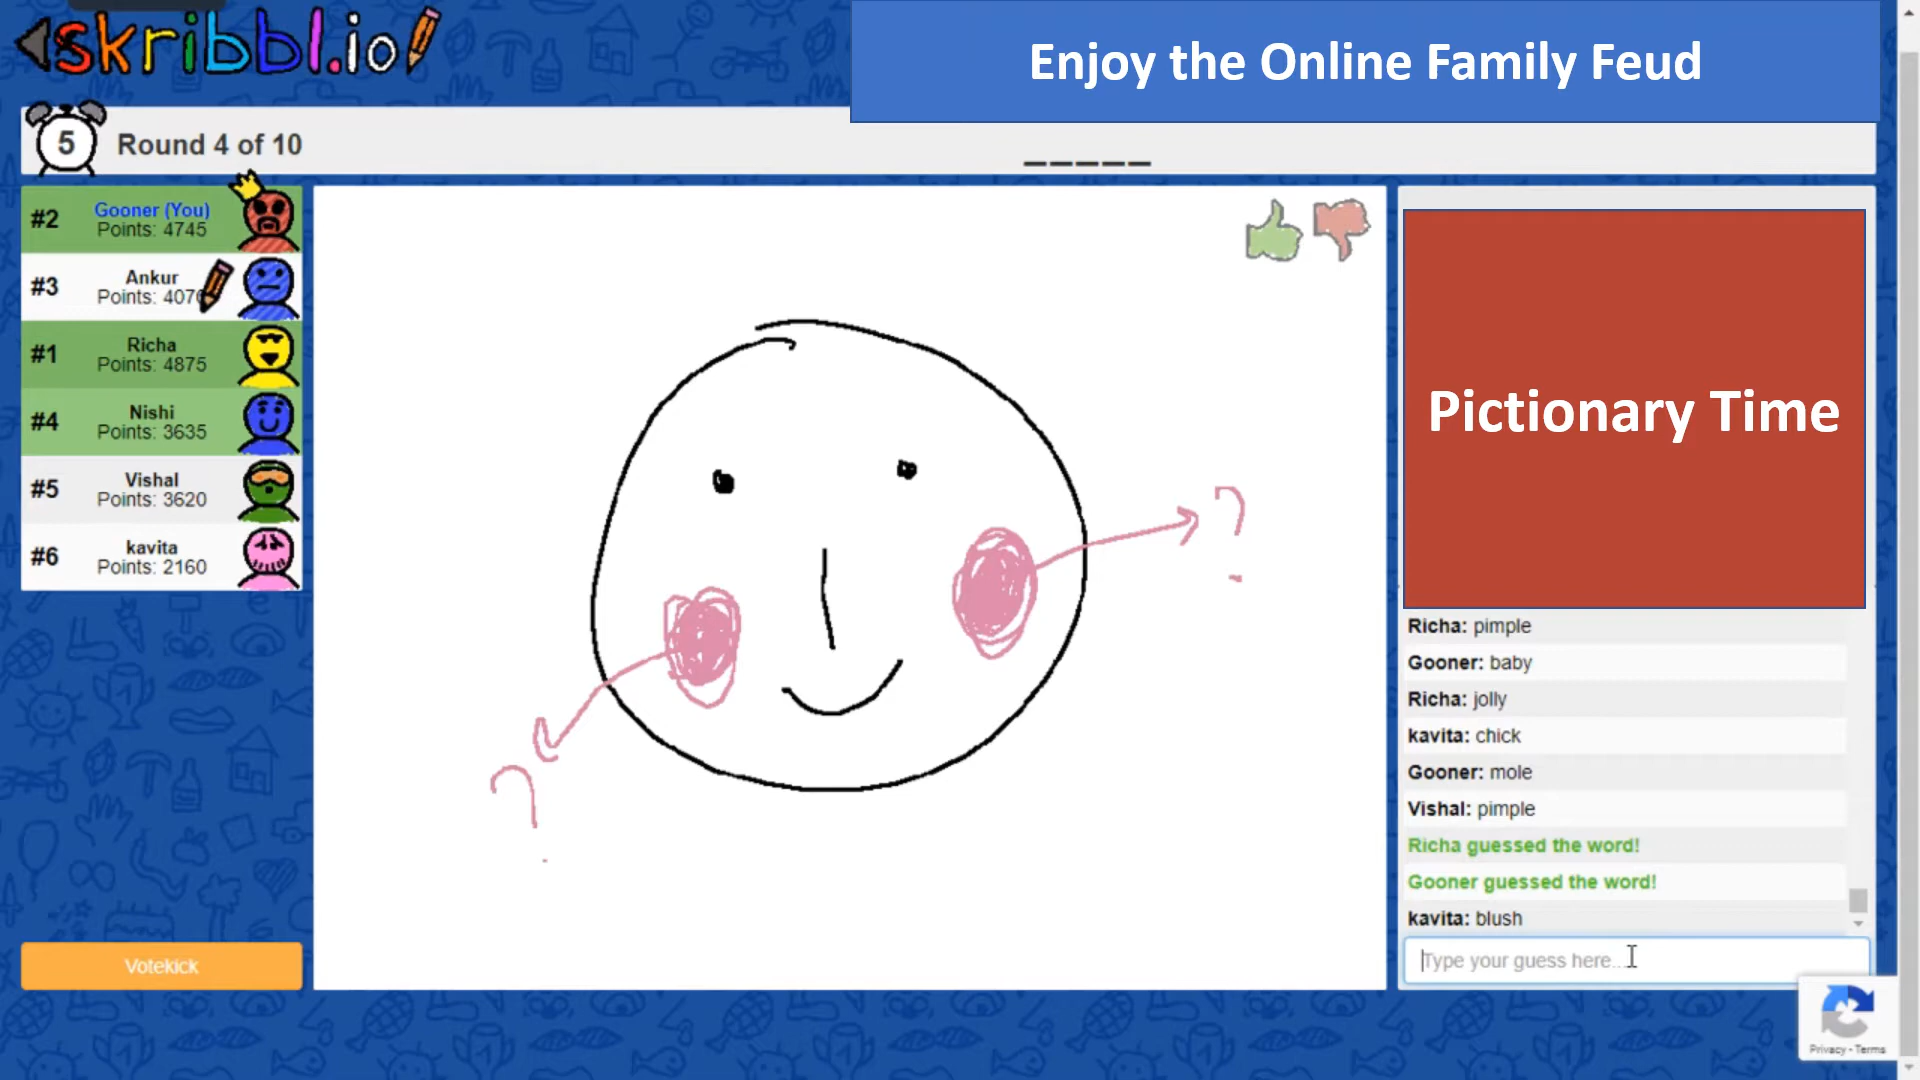 skribbl.io
Enjoy the Online Family Feud
5
Round 4 of 10
_____
#2
Gooner (You)
Points: 4745
#3
Ankur
Points: 4070
#1
Richa
Points: 4875
#4
Nishi
Points: 3635
#5
Vishal
Points: 3620
#6
kavita
Points: 2160
Votekick
?
?
Pictionary Time
Richa: pimple
Gooner: baby
Richa: jolly
kavita: chick
Gooner: mole
Vishal: pimple
Richa guessed the word!
Gooner guessed the word!
kavita: blush
Type your guess here...
Privacy - Terms